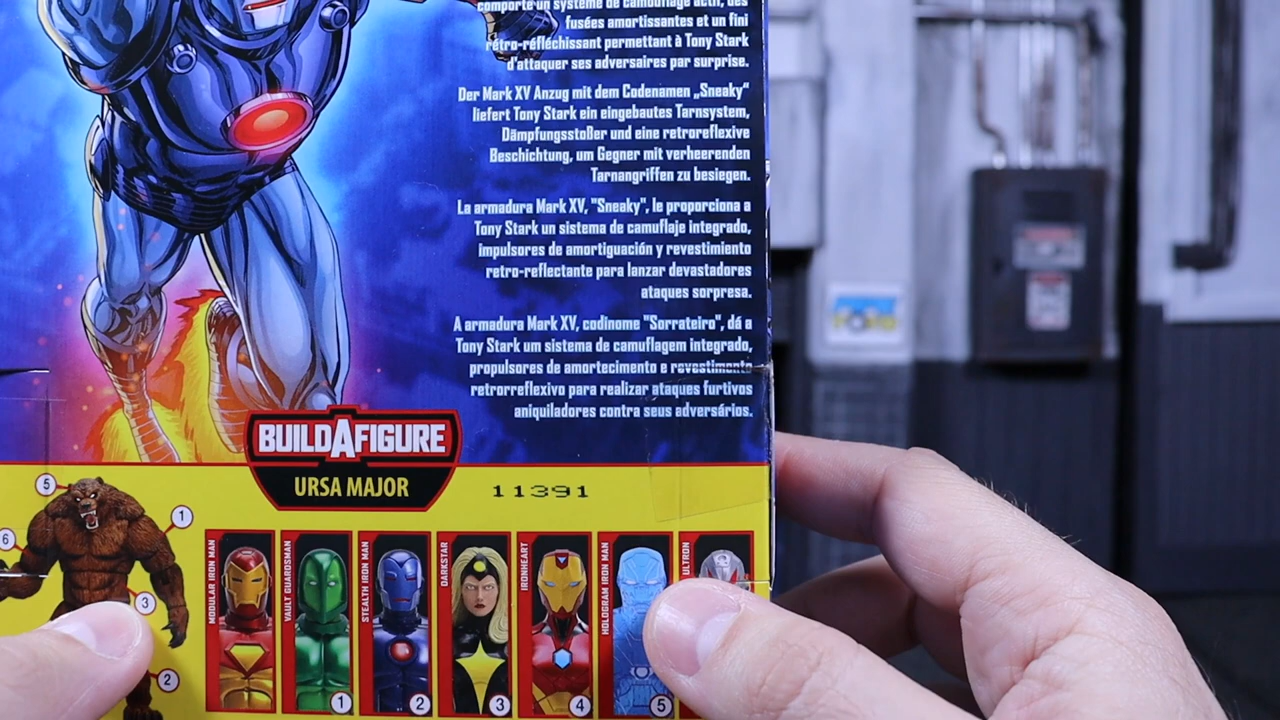 comporte un système de camouflage actif, des
fusées amortissantes et un fini
rétro-réfléchissant permettant à Tony Stark
d'attaquer ses adversaires par surprise.
Der Mark XV Anzug mit dem Codenamen „Sneaky“
liefert Tony Stark ein eingebautes Tarnsystem,
Dämpfungsstoßer und eine retroreflexive
Beschichtung, um Gegner mit verheerenden
Tarnangriffen zu besiegen.
La armadura Mark XV, "Sneaky", le proporciona a
Tony Stark un sistema de camuflaje integrado,
impulsores de amortiguación y revestimiento
retro-reflectante para lanzar devastadores
ataques sorpresa.
A armadura Mark XV, codinome "Sorrateiro", dá a
Tony Stark um sistema de camuflagem integrado,
propulsores de amortecimento e revestimento
retrorreflexivo para realizar ataques furtivos
aniquiladores contra seus adversários.
BUILDAFIGURE
URSA MAJOR
11391
5
1
6
3
2
MODULAR IRON MAN
VAULT GUARDSMAN
1
STEALTH IRON MAN
2
DARKSTAR
3
IRONHEART
4
HOLOGRAM IRON MAN
5
ULTRON